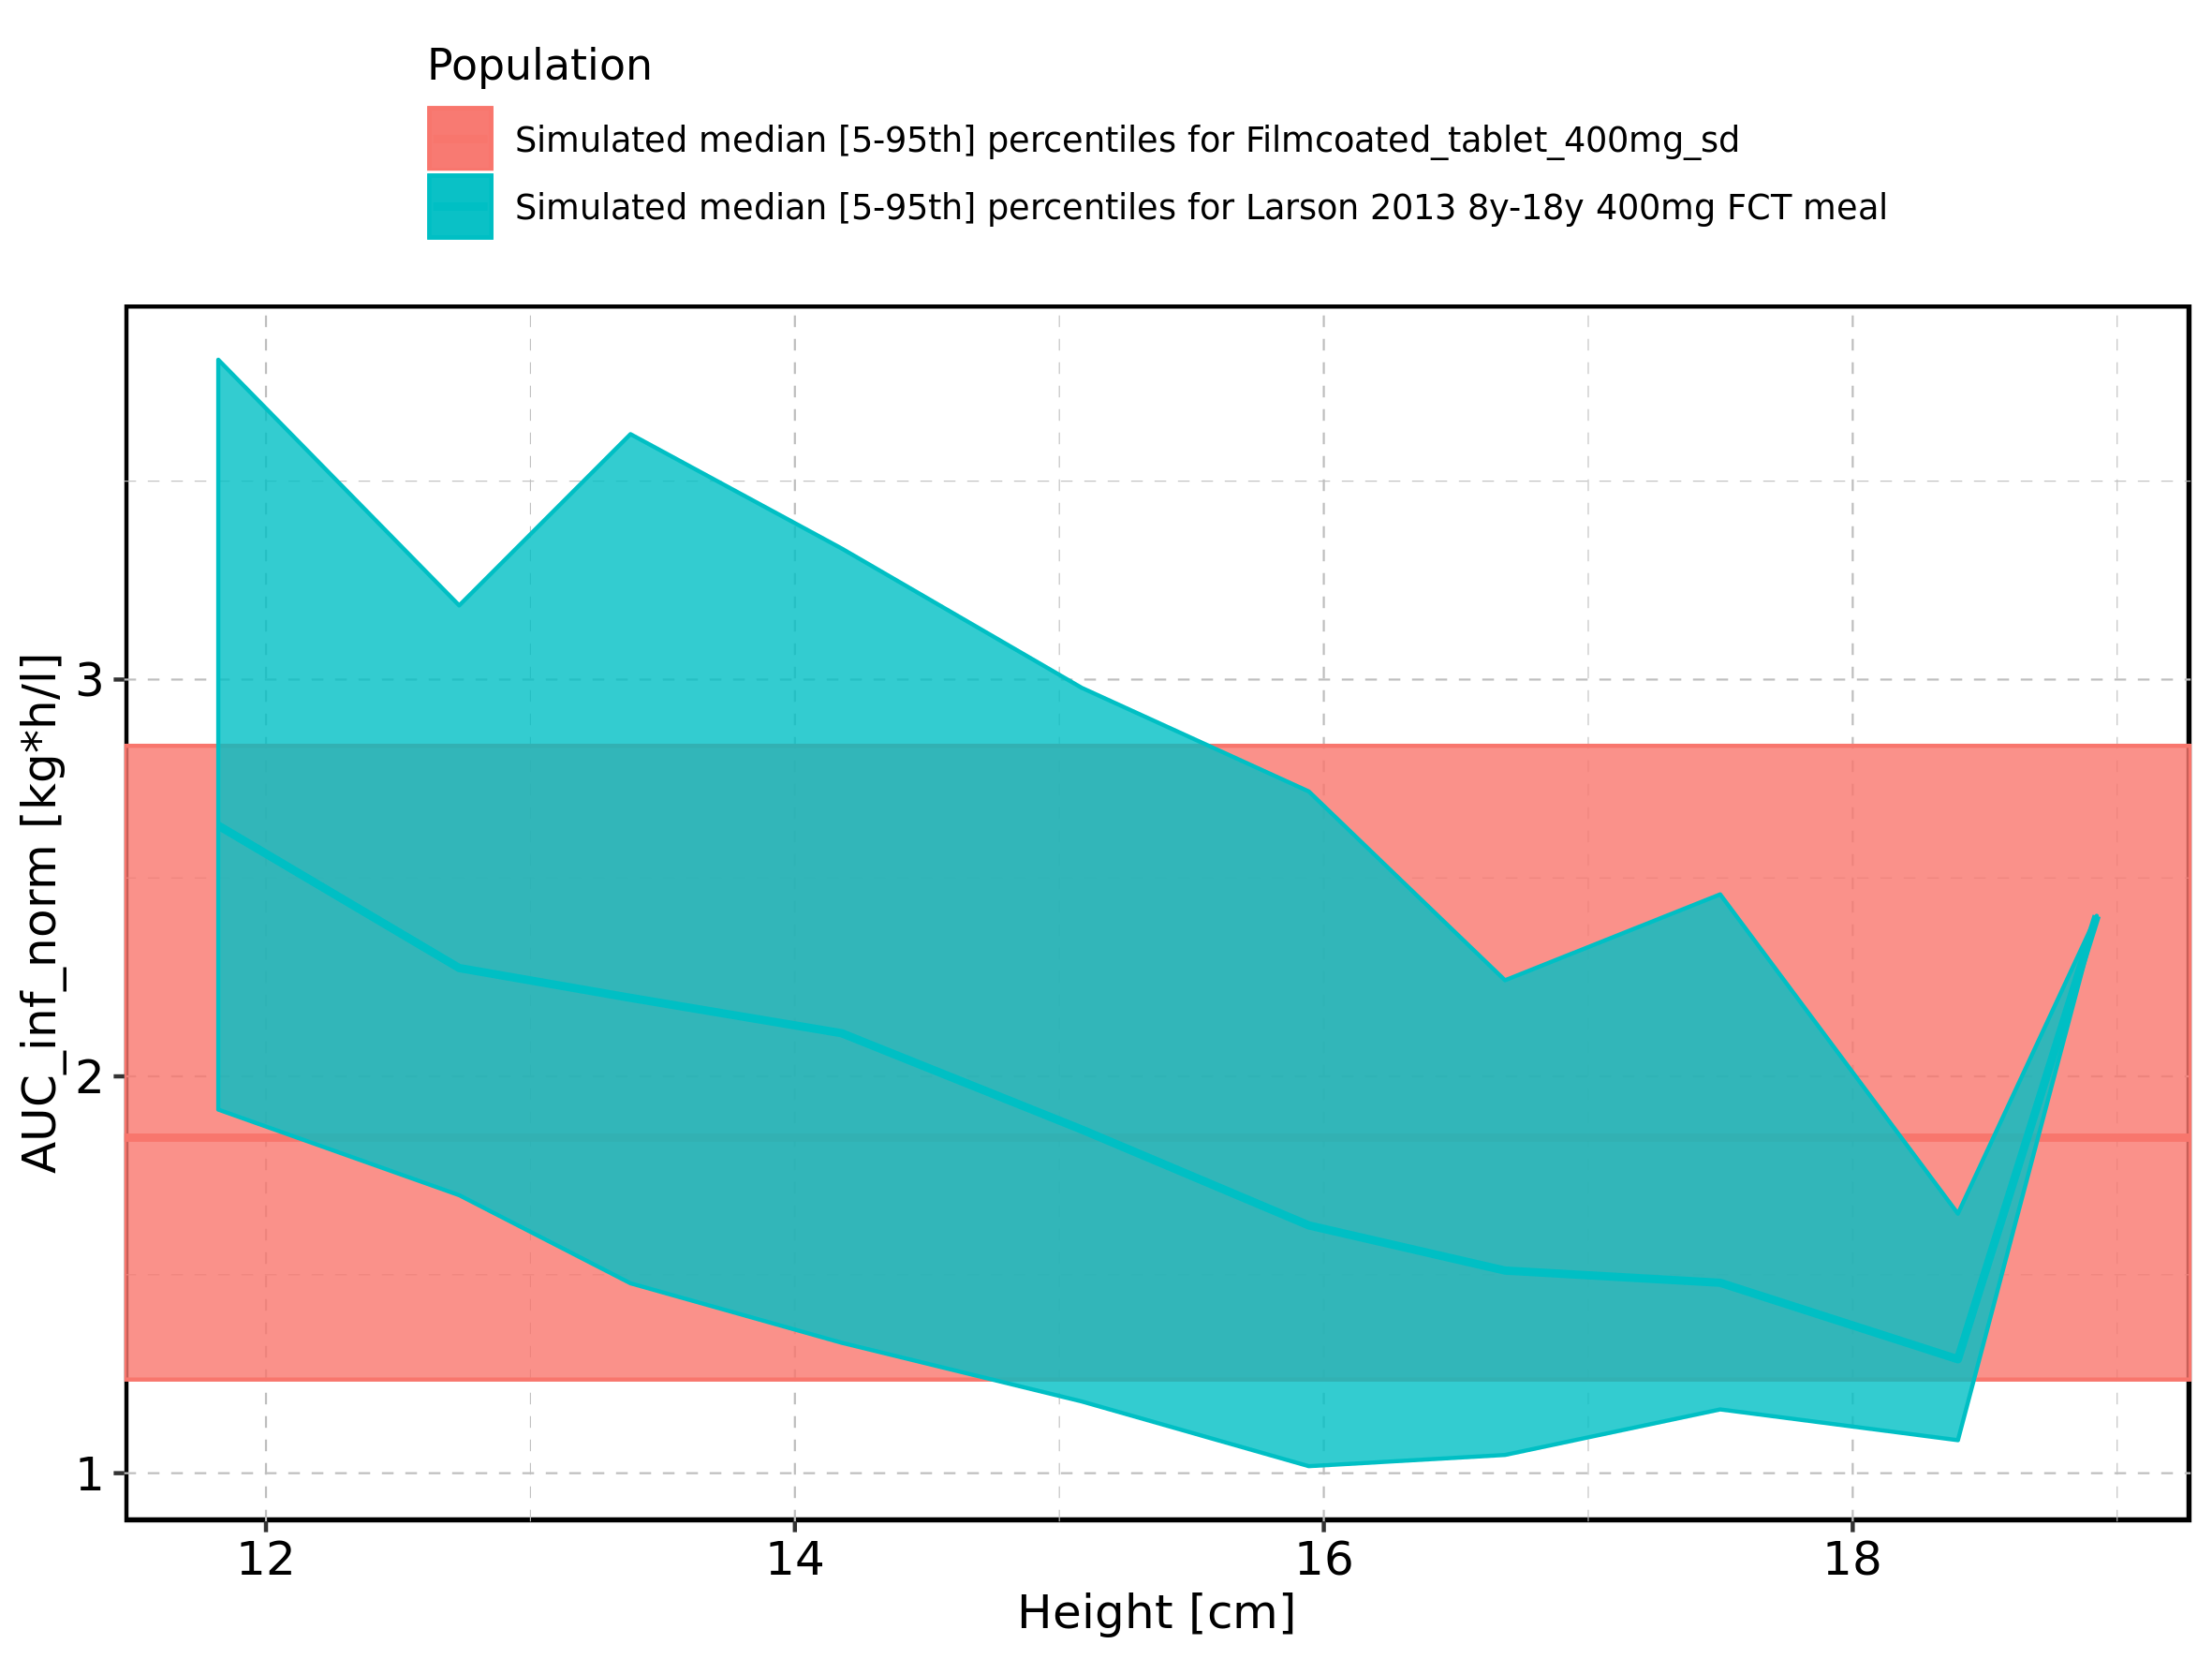 Population
Simulated median [5-95th] percentiles for Filmcoated_tablet_400mg_sd
Simulated median [5-95th] percentiles for Larson 2013 8y-18y 400mg FCT meal
AUC_inf_norm [kg*h/l]
3
2
1
12 14 16 18
Height [cm]